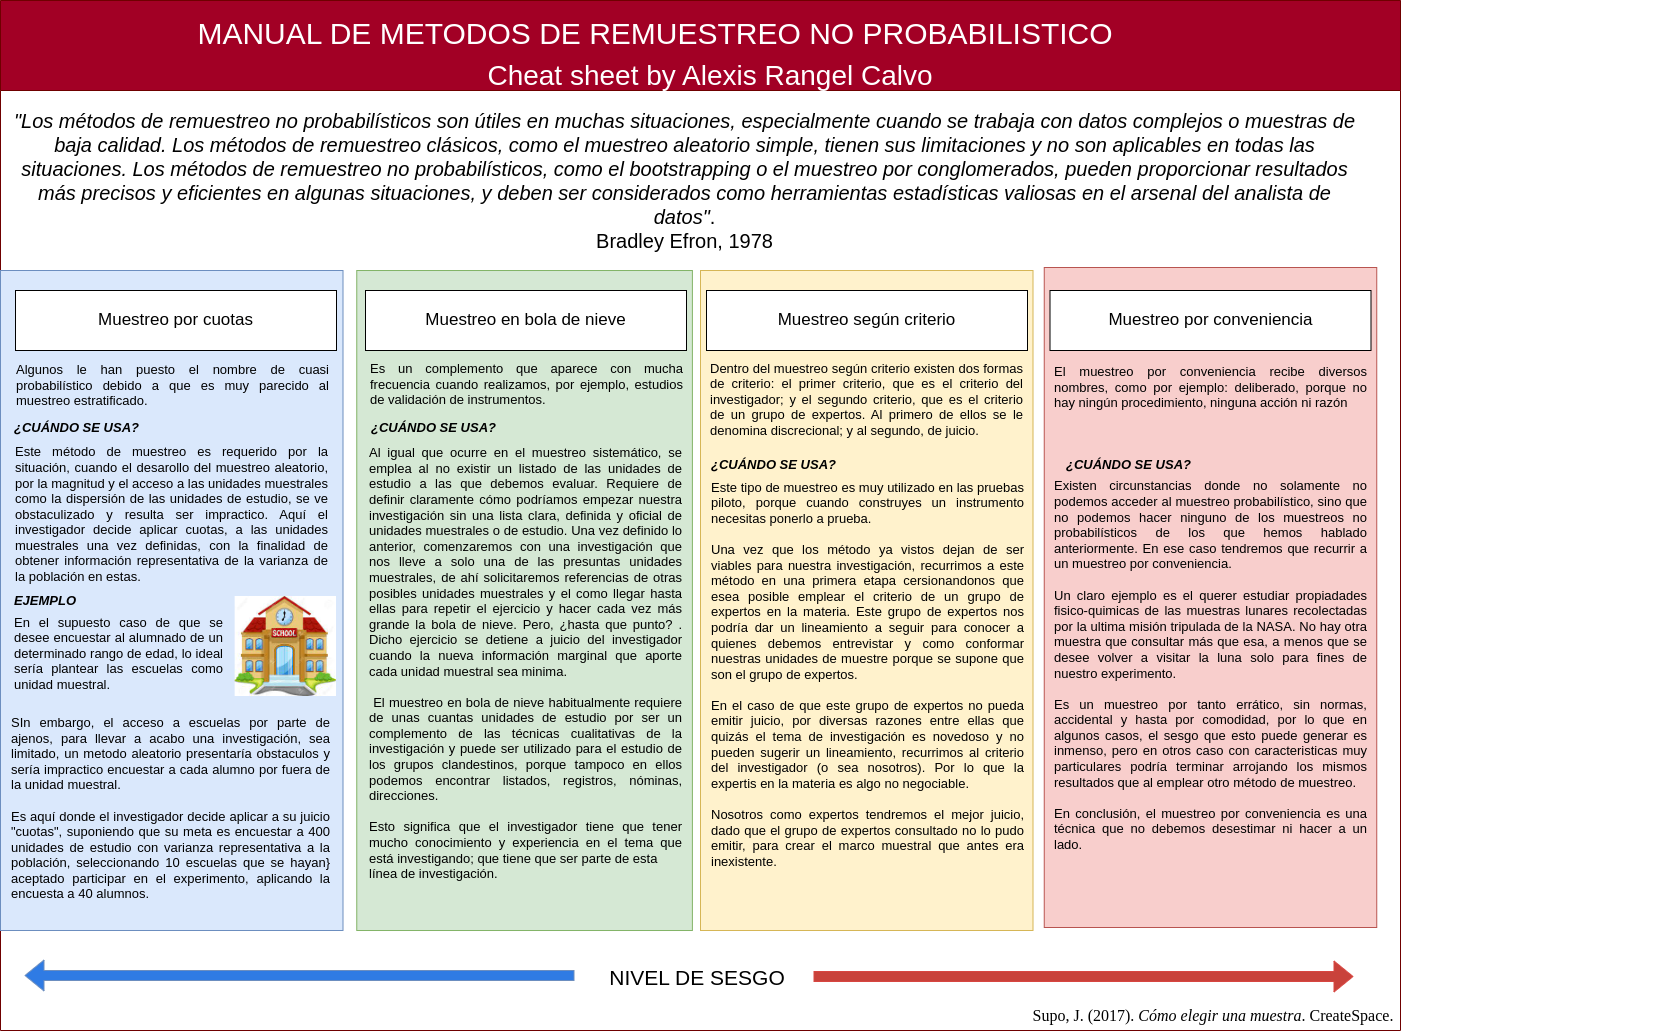 MANUAL DE METODOS DE REMUESTREO NO PROBABILISTICO
Cheat sheet by Alexis Rangel Calvo
"Los métodos de remuestreo no probabilísticos son útiles en muchas situaciones, especialmente cuando se trabaja con datos complejos o muestras de
baja calidad. Los métodos de remuestreo clásicos, como el muestreo aleatorio simple, tienen sus limitaciones y no son aplicables en todas las
situaciones. Los métodos de remuestreo no probabilísticos, como el bootstrapping o el muestreo por conglomerados, pueden proporcionar resultados
más precisos y eficientes en algunas situaciones, y deben ser considerados como herramientas estadísticas valiosas en el arsenal del analista de
datos".
Bradley Efron, 1978
Muestreo por cuotas
Algunos le han puesto el nombre de cuasi
probabilístico debido a que es muy parecido al
muestreo estratificado.
¿CUÁNDO SE USA?
Este método de muestreo es requerido por la
situación, cuando el desarollo del muestreo aleatorio,
por la magnitud y el acceso a las unidades muestrales
como la dispersión de las unidades de estudio, se ve
obstaculizado y resulta ser impractico. Aquí el
investigador decide aplicar cuotas, a las unidades
muestrales una vez definidas, con la finalidad de
obtener información representativa de la varianza de
la población en estas.
EJEMPLO
En el supuesto caso de que se
desee encuestar al alumnado de un
determinado rango de edad, lo ideal
sería plantear las escuelas como
unidad muestral.
SCHOOL
SIn embargo, el acceso a escuelas por parte de
ajenos, para llevar a acabo una investigación, sea
limitado, un metodo aleatorio presentaría obstaculos y
sería impractico encuestar a cada alumno por fuera de
la unidad muestral.
Es aquí donde el investigador decide aplicar a su juicio
"cuotas", suponiendo que su meta es encuestar a 400
unidades de estudio con varianza representativa a la
población, seleccionando 10 escuelas que se hayan}
aceptado participar en el experimento, aplicando la
encuesta a 40 alumnos.
Muestreo en bola de nieve
Es un complemento que aparece con mucha
frecuencia cuando realizamos, por ejemplo, estudios
de validación de instrumentos.
¿CUÁNDO SE USA?
Al igual que ocurre en el muestreo sistemático, se
emplea al no existir un listado de las unidades de
estudio a las que debemos evaluar. Requiere de
definir claramente cómo podríamos empezar nuestra
investigación sin una lista clara, definida y oficial de
unidades muestrales o de estudio. Una vez definido lo
anterior, comenzaremos con una investigación que
nos lleve a solo una de las presuntas unidades
muestrales, de ahí solicitaremos referencias de otras
posibles unidades muestrales y el como llegar hasta
ellas para repetir el ejercicio y hacer cada vez más
grande la bola de nieve. Pero, ¿hasta que punto? .
Dicho ejercicio se detiene a juicio del investigador
cuando la nueva información marginal que aporte
cada unidad muestral sea minima.
El muestreo en bola de nieve habitualmente requiere
de unas cuantas unidades de estudio por ser un
complemento de las técnicas cualitativas de la
investigación y puede ser utilizado para el estudio de
los grupos clandestinos, porque tampoco en ellos
podemos encontrar listados, registros, nóminas,
direcciones.
Esto significa que el investigador tiene que tener
mucho conocimiento y experiencia en el tema que
está investigando; que tiene que ser parte de esta
línea de investigación.
Muestreo según criterio
Dentro del muestreo según criterio existen dos formas
de criterio: el primer criterio, que es el criterio del
investigador; y el segundo criterio, que es el criterio
de un grupo de expertos. Al primero de ellos se le
denomina discrecional; y al segundo, de juicio.
¿CUÁNDO SE USA?
Este tipo de muestreo es muy utilizado en las pruebas
piloto, porque cuando construyes un instrumento
necesitas ponerlo a prueba.
Una vez que los método ya vistos dejan de ser
viables para nuestra investigación, recurrimos a este
método en una primera etapa cersionandonos que
esea posible emplear el criterio de un grupo de
expertos en la materia. Este grupo de expertos nos
podría dar un lineamiento a seguir para conocer a
quienes debemos entrevistar y como conformar
nuestras unidades de muestre porque se supone que
son el grupo de expertos.
En el caso de que este grupo de expertos no pueda
emitir juicio, por diversas razones entre ellas que
quizás el tema de investigación es novedoso y no
pueden sugerir un lineamiento, recurrimos al criterio
del investigador (o sea nosotros). Por lo que la
expertis en la materia es algo no negociable.
Nosotros como expertos tendremos el mejor juicio,
dado que el grupo de expertos consultado no lo pudo
emitir, para crear el marco muestral que antes era
inexistente.
Muestreo por conveniencia
El muestreo por conveniencia recibe diversos
nombres, como por ejemplo: deliberado, porque no
hay ningún procedimiento, ninguna acción ni razón
¿CUÁNDO SE USA?
Existen circunstancias donde no solamente no
podemos acceder al muestreo probabilístico, sino que
no podemos hacer ninguno de los muestreos no
probabilísticos de los que hemos hablado
anteriormente. En ese caso tendremos que recurrir a
un muestreo por conveniencia.
Un claro ejemplo es el querer estudiar propiadades
fisico-quimicas de las muestras lunares recolectadas
por la ultima misión tripulada de la NASA. No hay otra
muestra que consultar más que esa, a menos que se
desee volver a visitar la luna solo para fines de
nuestro experimento.
Es un muestreo por tanto errático, sin normas,
accidental y hasta por comodidad, por lo que en
algunos casos, el sesgo que esto puede generar es
inmenso, pero en otros caso con caracteristicas muy
particulares podría terminar arrojando los mismos
resultados que al emplear otro método de muestreo.
En conclusión, el muestreo por conveniencia es una
técnica que no debemos desestimar ni hacer a un
lado.
NIVEL DE SESGO
Supo, J. (2017). Cómo elegir una muestra. CreateSpace.